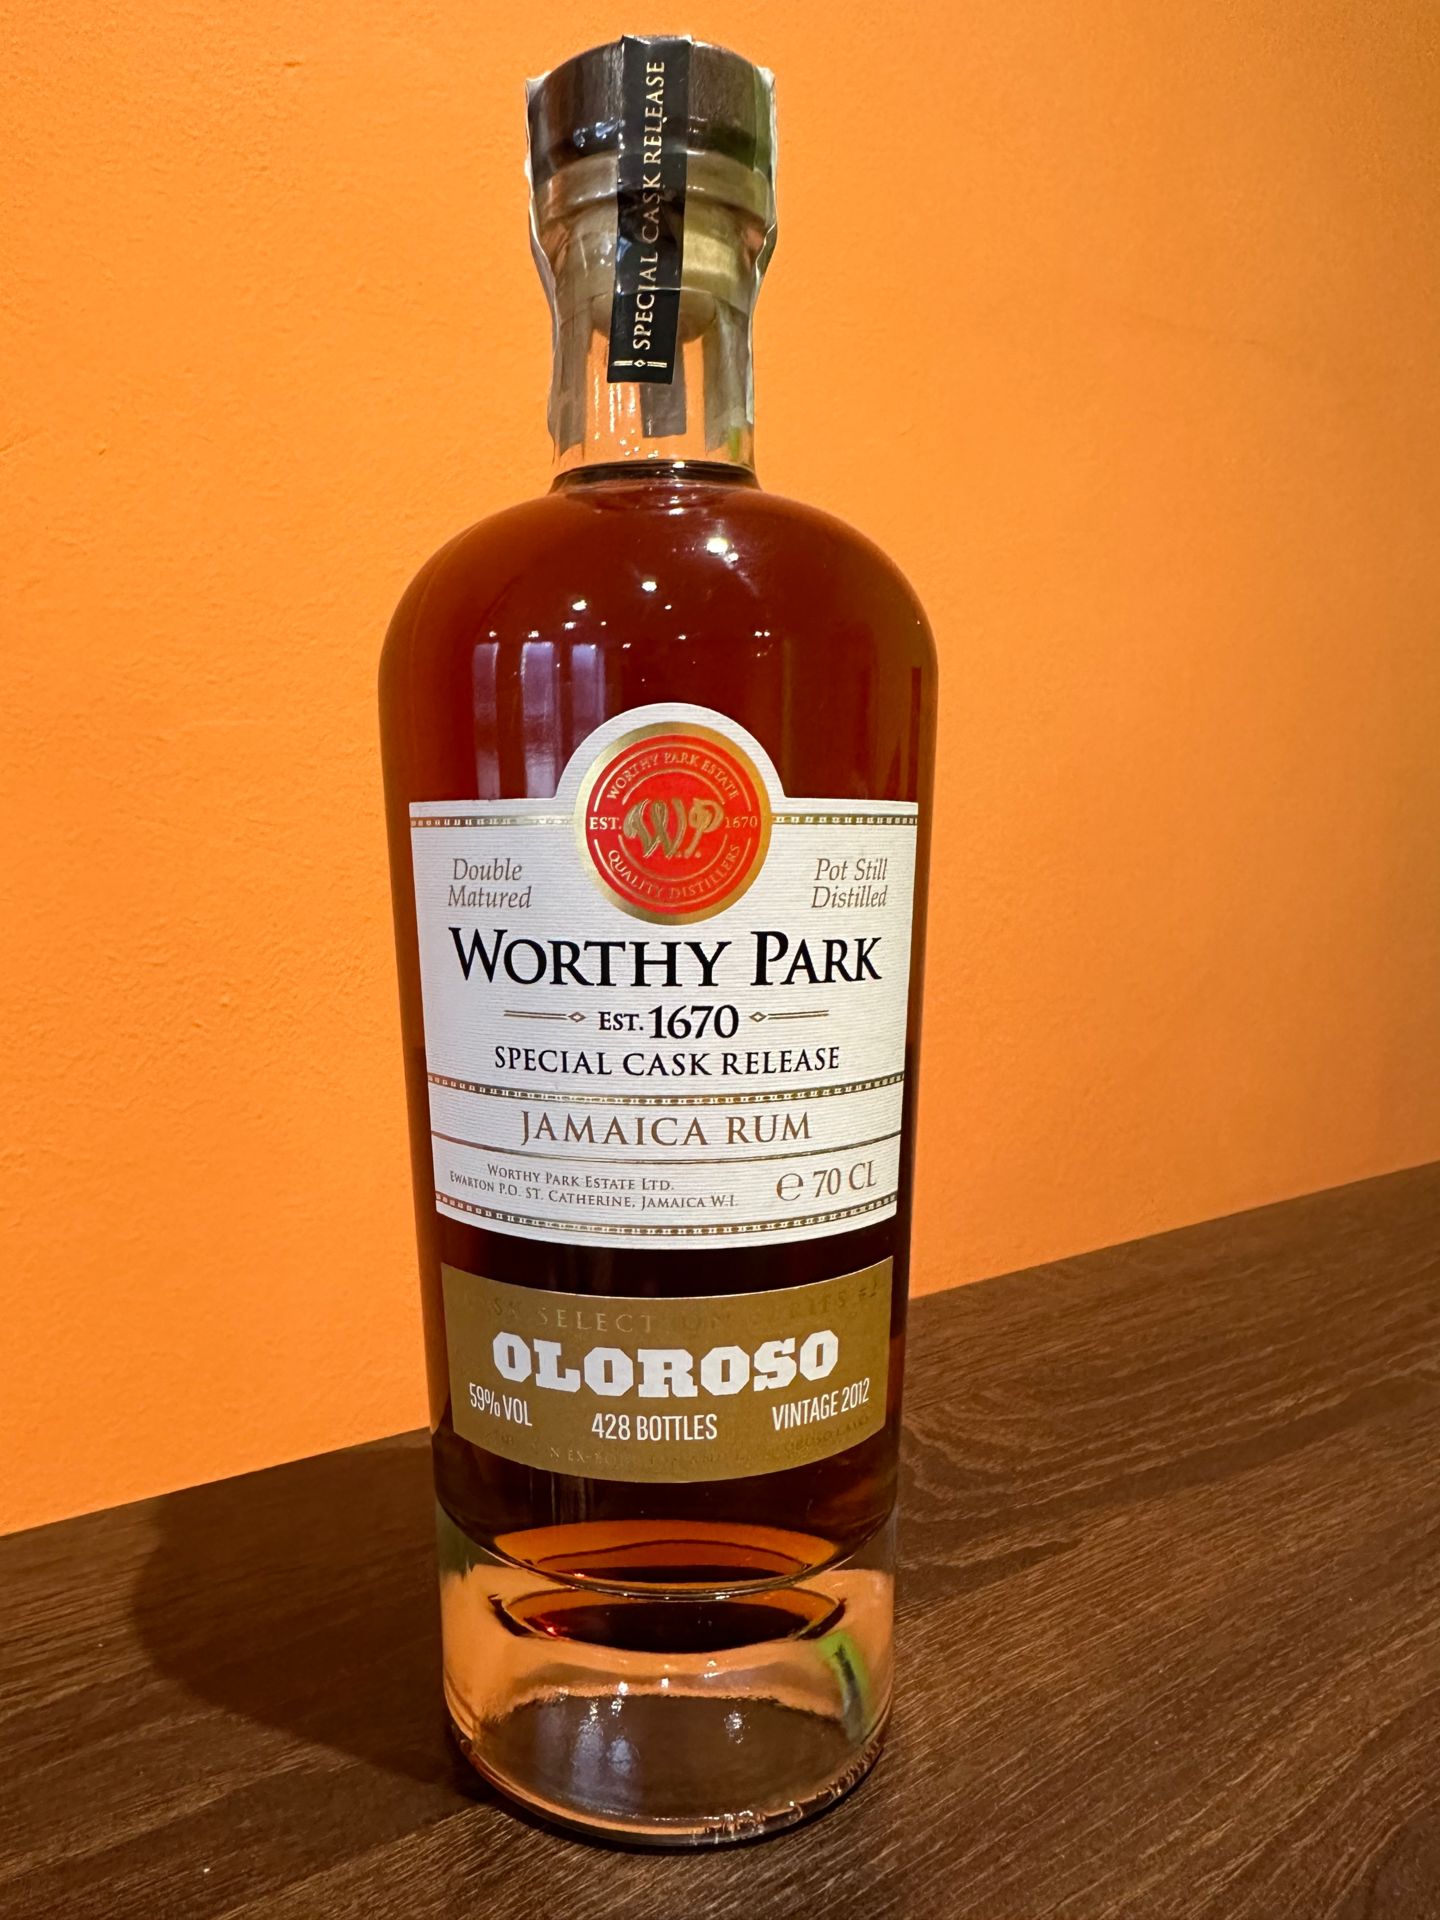 SPECIAL CASK RELEASE
WORTHY PARK ESTATE
EST. W.P. 1670
QUALITY DISTILLERS
Double
Matured
Pot Still
Distilled
WORTHY PARK
EST. 1670
SPECIAL CASK RELEASE
JAMAICA RUM
WORTHY PARK ESTATE LTD.
EWARTON P.O. ST. CATHERINE, JAMAICA W.I.
℮ 70 CL
SELECTION
OLOROSO
59% VOL
428 BOTTLES
VINTAGE 2012